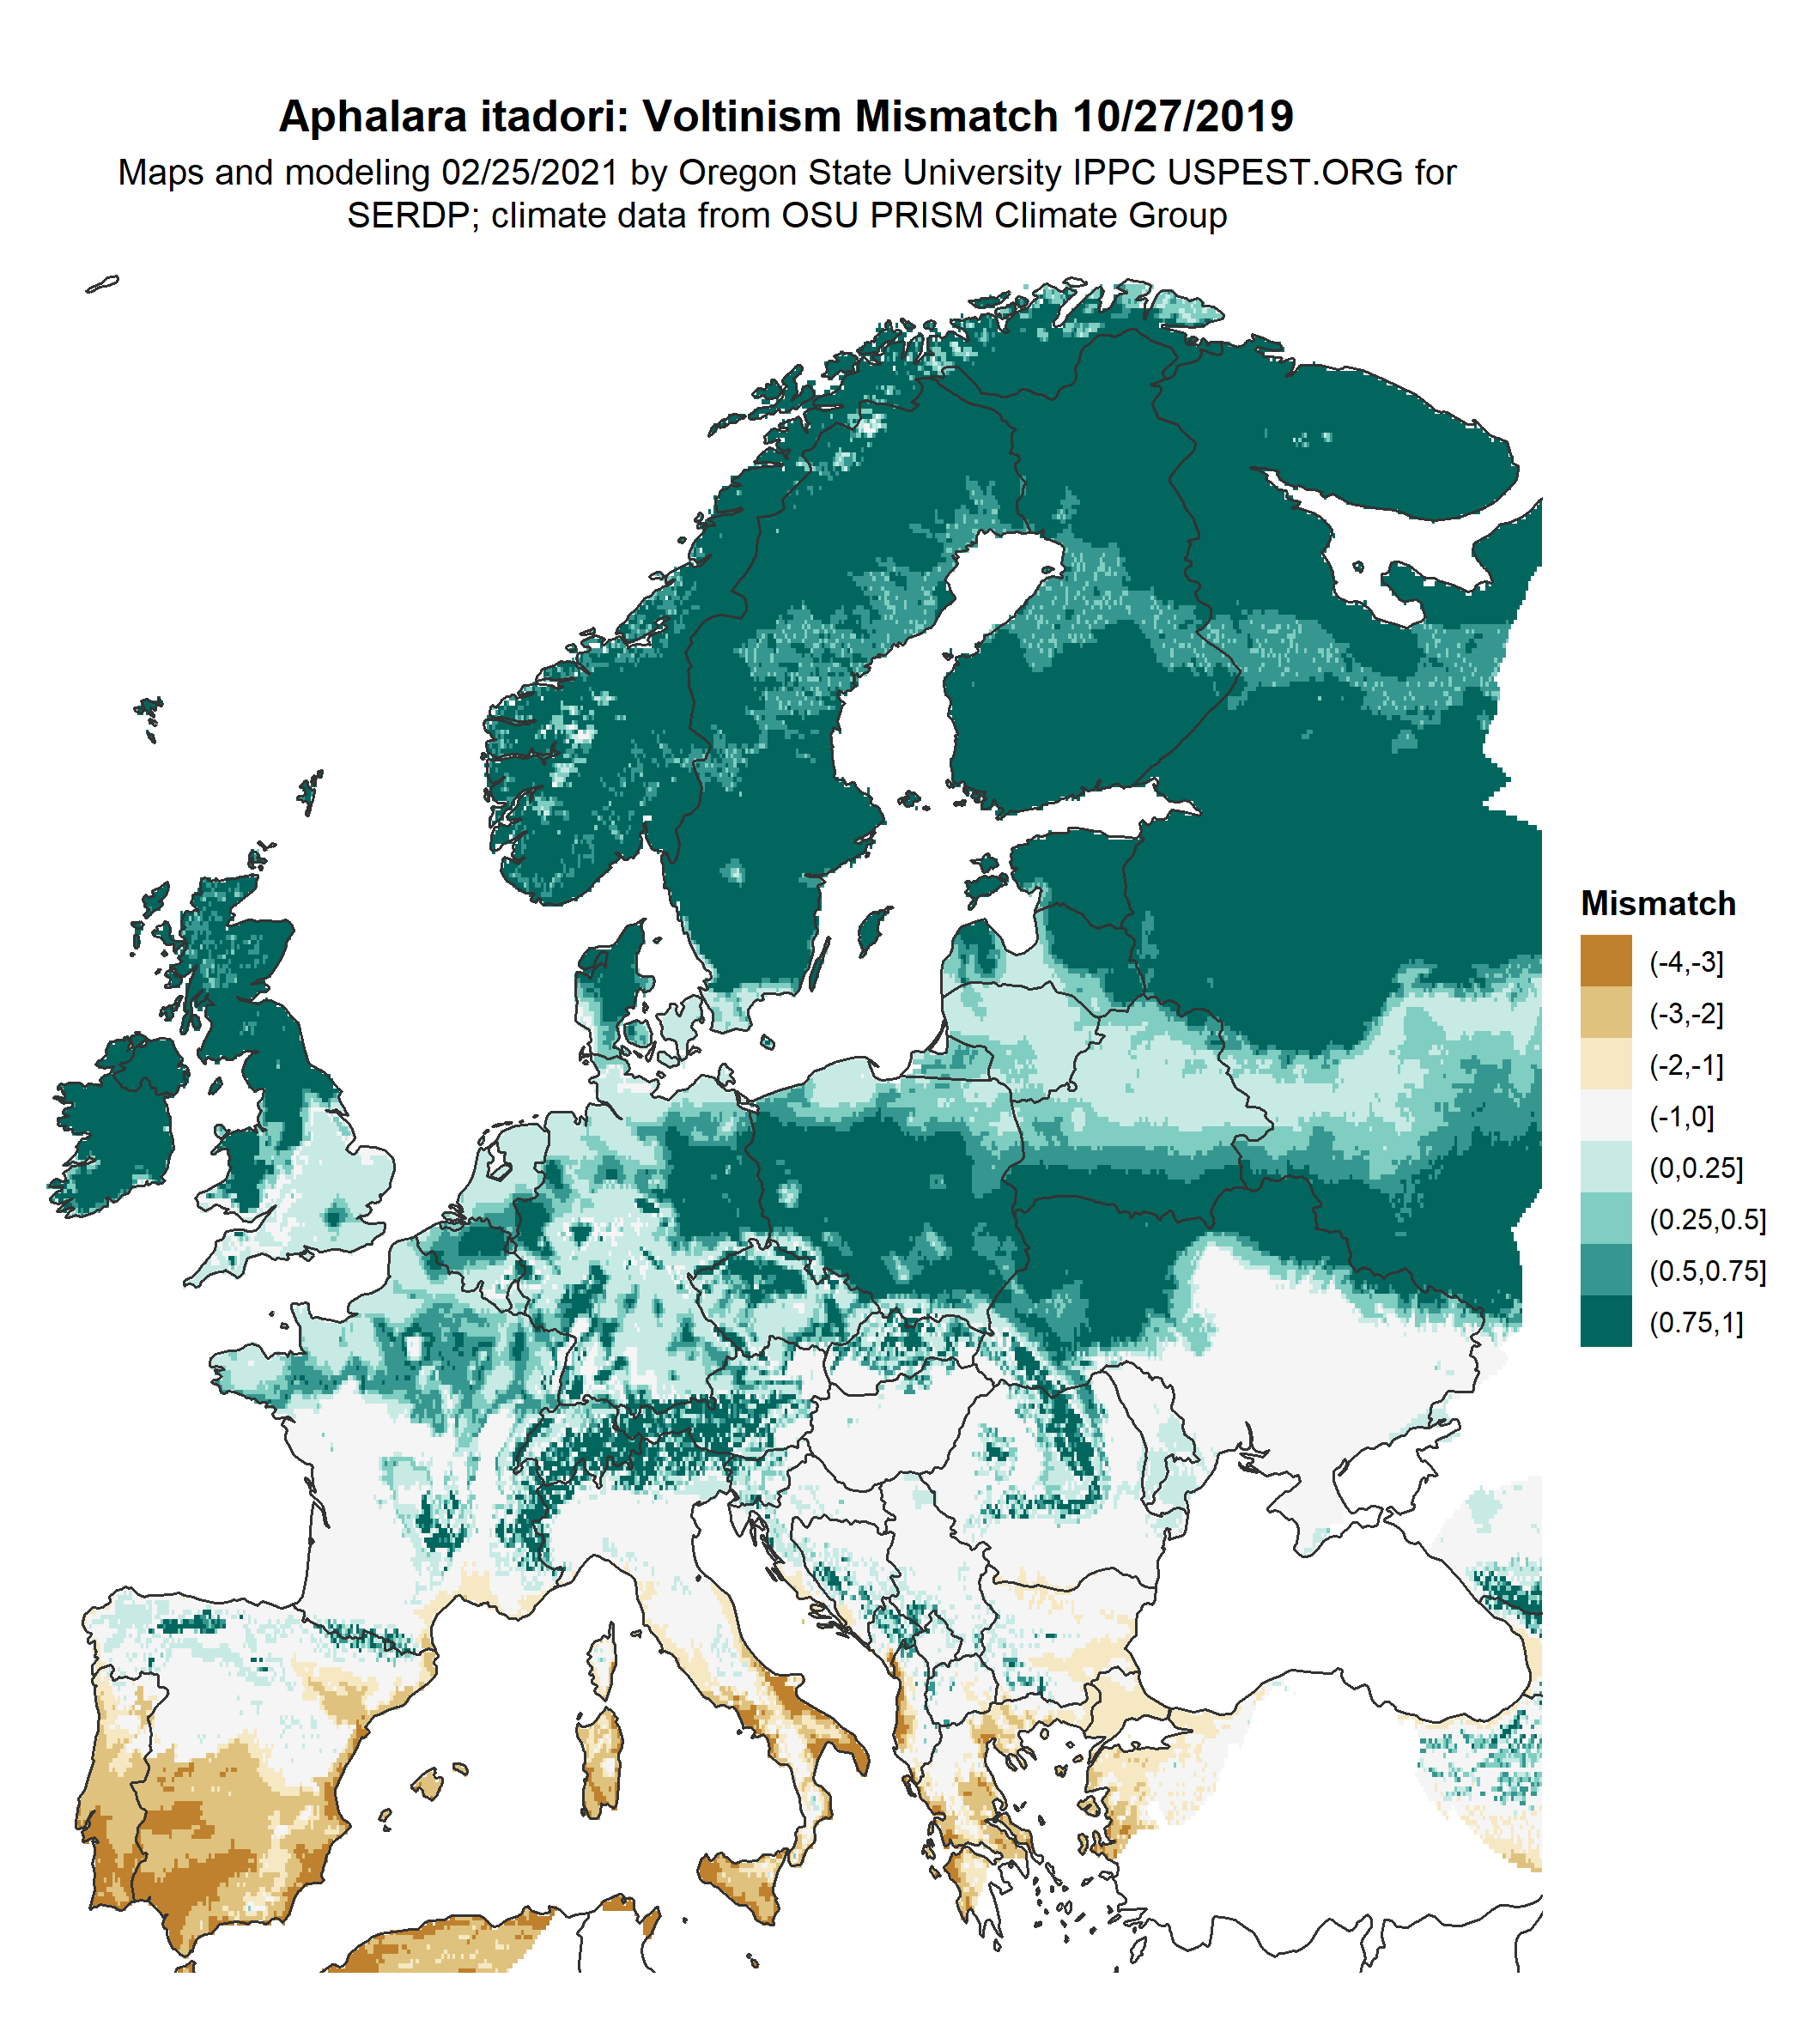 Aphalara itadori: Voltinism Mismatch 10/27/2019
Maps and modeling 02/25/2021 by Oregon State University IPPC USPEST.ORG for
SERDP; climate data from OSU PRISM Climate Group
Mismatch
(-4,-3]
(-3,-2]
(-2,-1]
(-1,0]
(0,0.25]
(0.25,0.5]
(0.5,0.75]
(0.75,1]